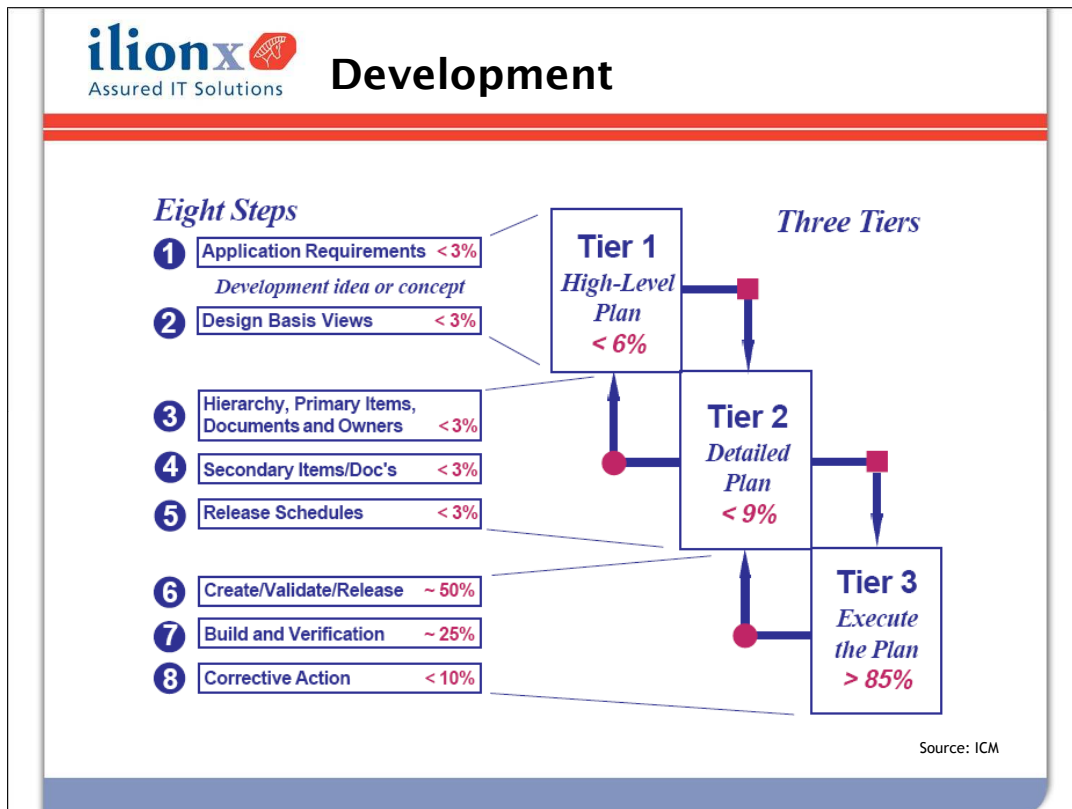 ilionx
Assured IT Solutions
Development
Eight Steps
1 Application Requirements < 3%
Development idea or concept
2 Design Basis Views < 3%
3 Hierarchy, Primary Items,
Documents and Owners < 3%
4 Secondary Items/Doc's < 3%
5 Release Schedules < 3%
6 Create/Validate/Release ~ 50%
7 Build and Verification ~ 25%
8 Corrective Action < 10%
Three Tiers
Tier 1
High-Level
Plan
< 6%
Tier 2
Detailed
Plan
< 9%
Tier 3
Execute
the Plan
> 85%
Source: ICM